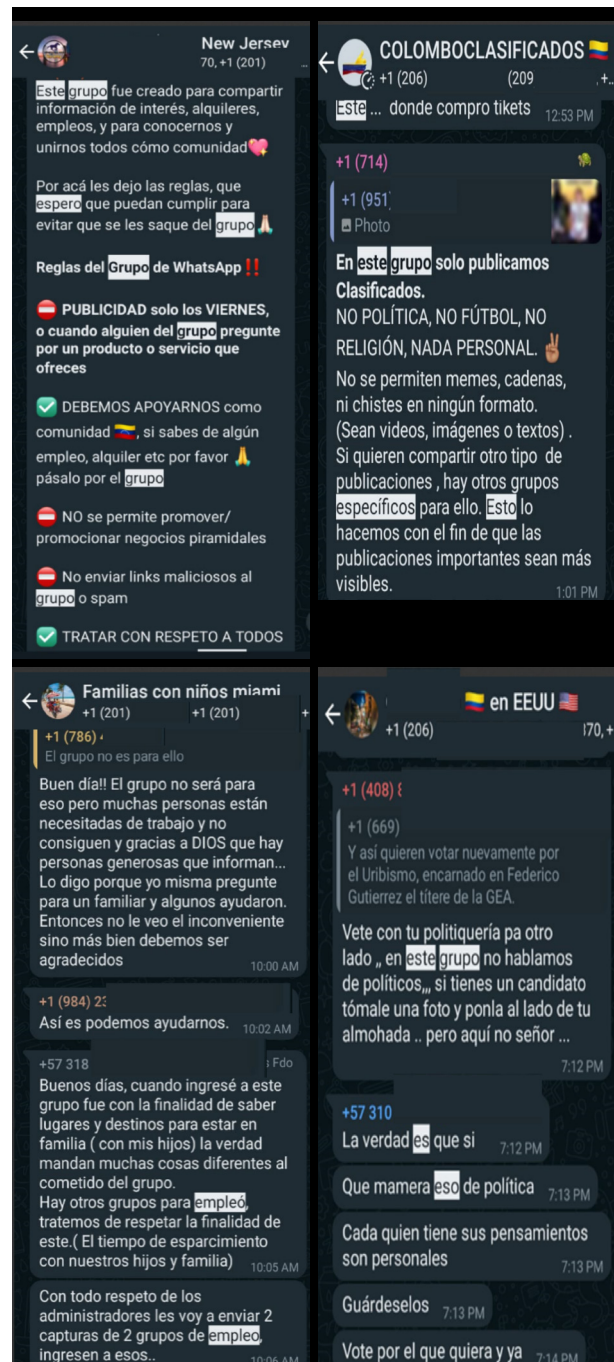 New Jersey
70, +1 (201)
Este grupo fue creado para compartir
información de interés, alquileres,
empleos, y para conocernos y
unirnos todos cómo comunidad💖
Por acá les dejo las reglas, que
espero que puedan cumplir para
evitar que se les saque del grupo🙏🏻
Reglas del Grupo de WhatsApp‼️
⛔ PUBLICIDAD solo los VIERNES,
o cuando alguien del grupo pregunte
por un producto o servicio que
ofreces
✅ DEBEMOS APOYARNOS como
comunidad 🇻🇪, si sabes de algún
empleo, alquiler etc por favor 🙏
pásalo por el grupo
⛔ NO se permite promover/
promocionar negocios piramidales
⛔ No enviar links maliciosos al
grupo o spam
✅ TRATAR CON RESPETO A TODOS
COLOMBOCLASIFICADOS 🇨🇴
+1 (206) (209 , +..
Este ... donde compro tikets 12:53 PM
+1 (714) 🐢
+1 (951)
Photo
En este grupo solo publicamos
Clasificados.
NO POLÍTICA, NO FÚTBOL, NO
RELIGIÓN, NADA PERSONAL. ✌🏽
No se permiten memes, cadenas,
ni chistes en ningún formato.
(Sean videos, imágenes o textos) .
Si quieren compartir otro tipo de
publicaciones , hay otros grupos
específicos para ello. Esto lo
hacemos con el fin de que las
publicaciones importantes sean más
visibles.
1:01 PM
Familias con niños miami
+1 (201) +1 (201) +
+1 (786)
El grupo no es para ello
Buen día!! El grupo no será para
eso pero muchas personas están
necesitadas de trabajo y no
consiguen y gracias a DIOS que hay
personas generosas que informan...
Lo digo porque yo misma pregunte
para un familiar y algunos ayudaron.
Entonces no le veo el inconveniente
sino más bien debemos ser
agradecidos
10:00 AM
+1 (984) 23
Así es podemos ayudarnos. 10:02 AM
+57 318 Fdo
Buenos días, cuando ingresé a este
grupo fue con la finalidad de saber
lugares y destinos para estar en
familia ( con mis hijos) la verdad
mandan muchas cosas diferentes al
cometido del grupo.
Hay otros grupos para empleó,
tratemos de respetar la finalidad de
este.( El tiempo de esparcimiento
con nuestros hijos y familia) 10:05 AM
Con todo respeto de los
administradores les voy a enviar 2
capturas de 2 grupos de empleo,
ingresen a esos.. 10:06 AM
🇨🇴 en EEUU 🇺🇸
+1 (206) 170, +
+1 (408) 8
+1 (669)
Y así quieren votar nuevamente por
el Uribismo, encarnado en Federico
Gutierrez el títere de la GEA.
Vete con tu politiquería pa otro
lado ,, en este grupo no hablamos
de políticos,,, si tienes un candidato
tómale una foto y ponla al lado de tu
almohada .. pero aquí no señor ...
7:12 PM
+57 310
La verdad es que si 7:12 PM
Que mamera eso de política 7:13 PM
Cada quien tiene sus pensamientos
son personales 7:13 PM
Guárdeselos 7:13 PM
Vote por el que quiera y ya 7:14 PM